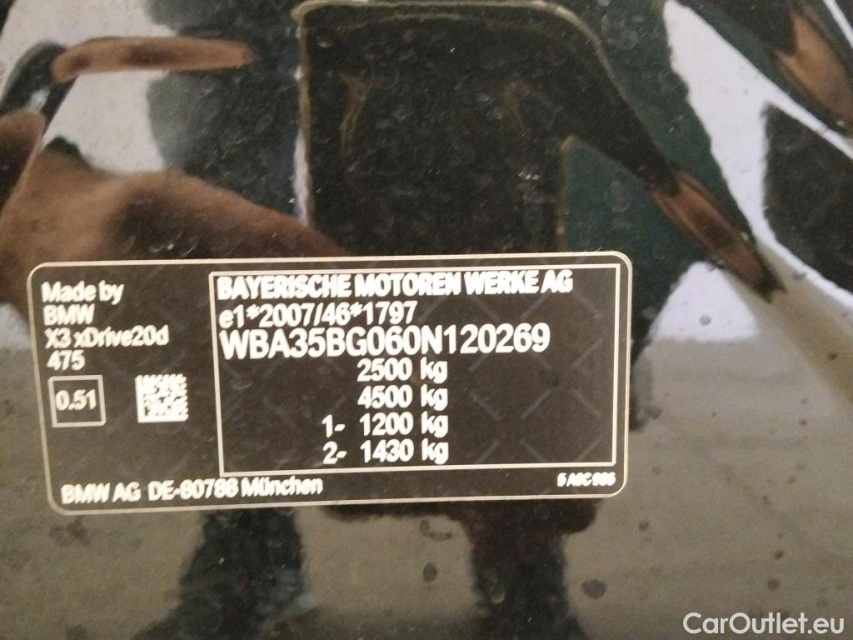 Made by
BMW
X3 xDrive20d
475
0.51
BAYERISCHE MOTOREN WERKE AG
e1*2007/46*1797
WBA35BG060N120269
2500 kg
4500 kg
1- 1200 kg
2- 1430 kg
BMW AG DE-80788 München
CarOutlet.eu